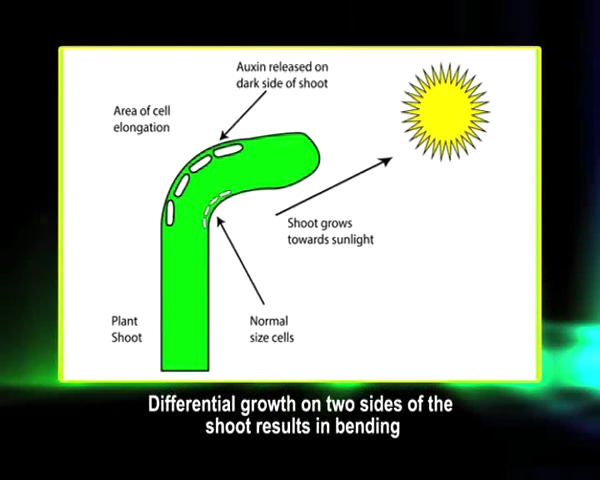 Auxin released on
dark side of shoot
Area of cell
elongation
Shoot grows
towards sunlight
Plant
Shoot
Normal
size cells
Differential growth on two sides of the
shoot results in bending